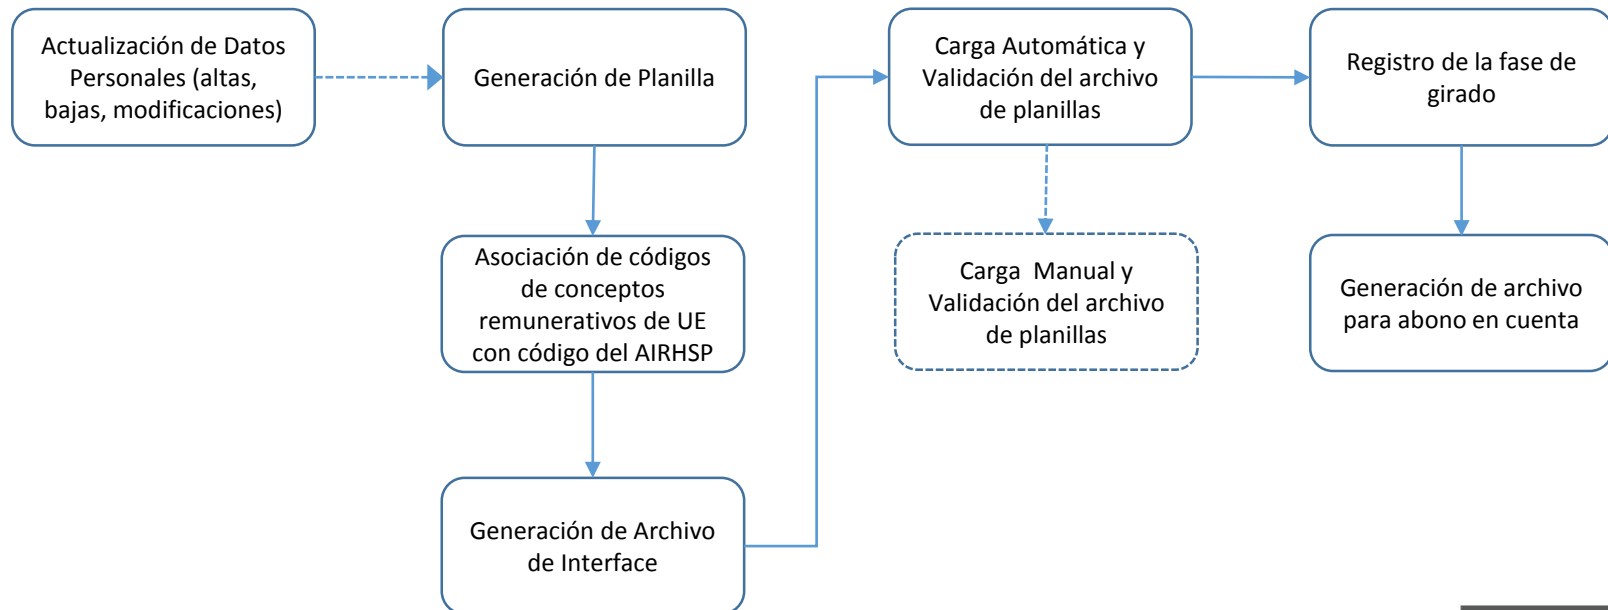 Actualización de Datos
Personales (altas,
bajas, modificaciones)
Generación de Planilla
Asociación de códigos
de conceptos
remunerativos de UE
con código del AIRHSP
Generación de Archivo
de Interface
Carga Automática y
Validación del archivo
de planillas
Carga  Manual y
Validación del archivo
de planillas
Registro de la fase de
girado
Generación de archivo
para abono en cuenta